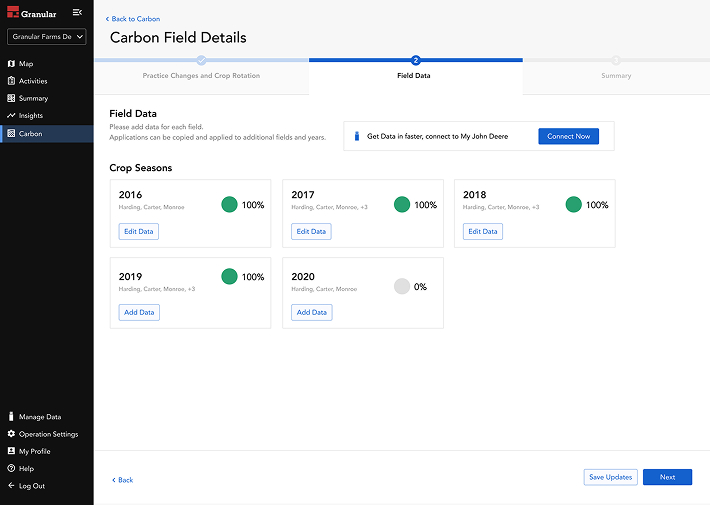 Granular
Granular Farms De
Map
Activities
Summary
Insights
Carbon
Manage Data
Operation Settings
My Profile
Help
Log Out
Back to Carbon
Carbon Field Details
Practice Changes and Crop Rotation
2
Field Data
Summary
Field Data
Please add data for each field.
Applications can be copied and applied to additional fields and years.
Get Data in faster, connect to My John Deere
Connect Now
Crop Seasons
2016
Harding, Carter, Monroe
100%
Edit Data
2017
Harding, Carter, Monroe, +3
100%
Edit Data
2018
Harding, Carter, Monroe, +3
100%
Edit Data
2019
Harding, Carter, Monroe, +3
100%
Add Data
2020
Harding, Carter, Monroe
0%
Add Data
Back
Save Updates
Next